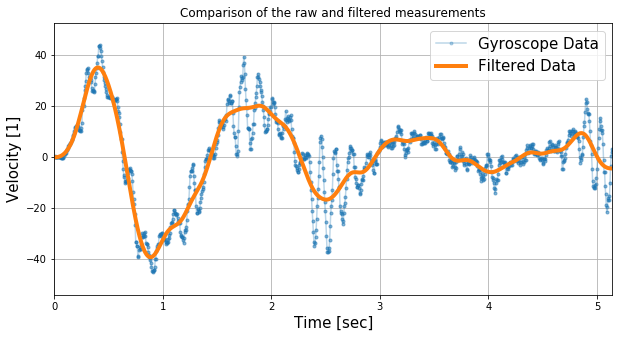 Comparison of the raw and filtered measurements
Gyroscope Data
Filtered Data
Velocity [1]
40
20
0
−20
−40
0
1
2
3
4
5
Time [sec]